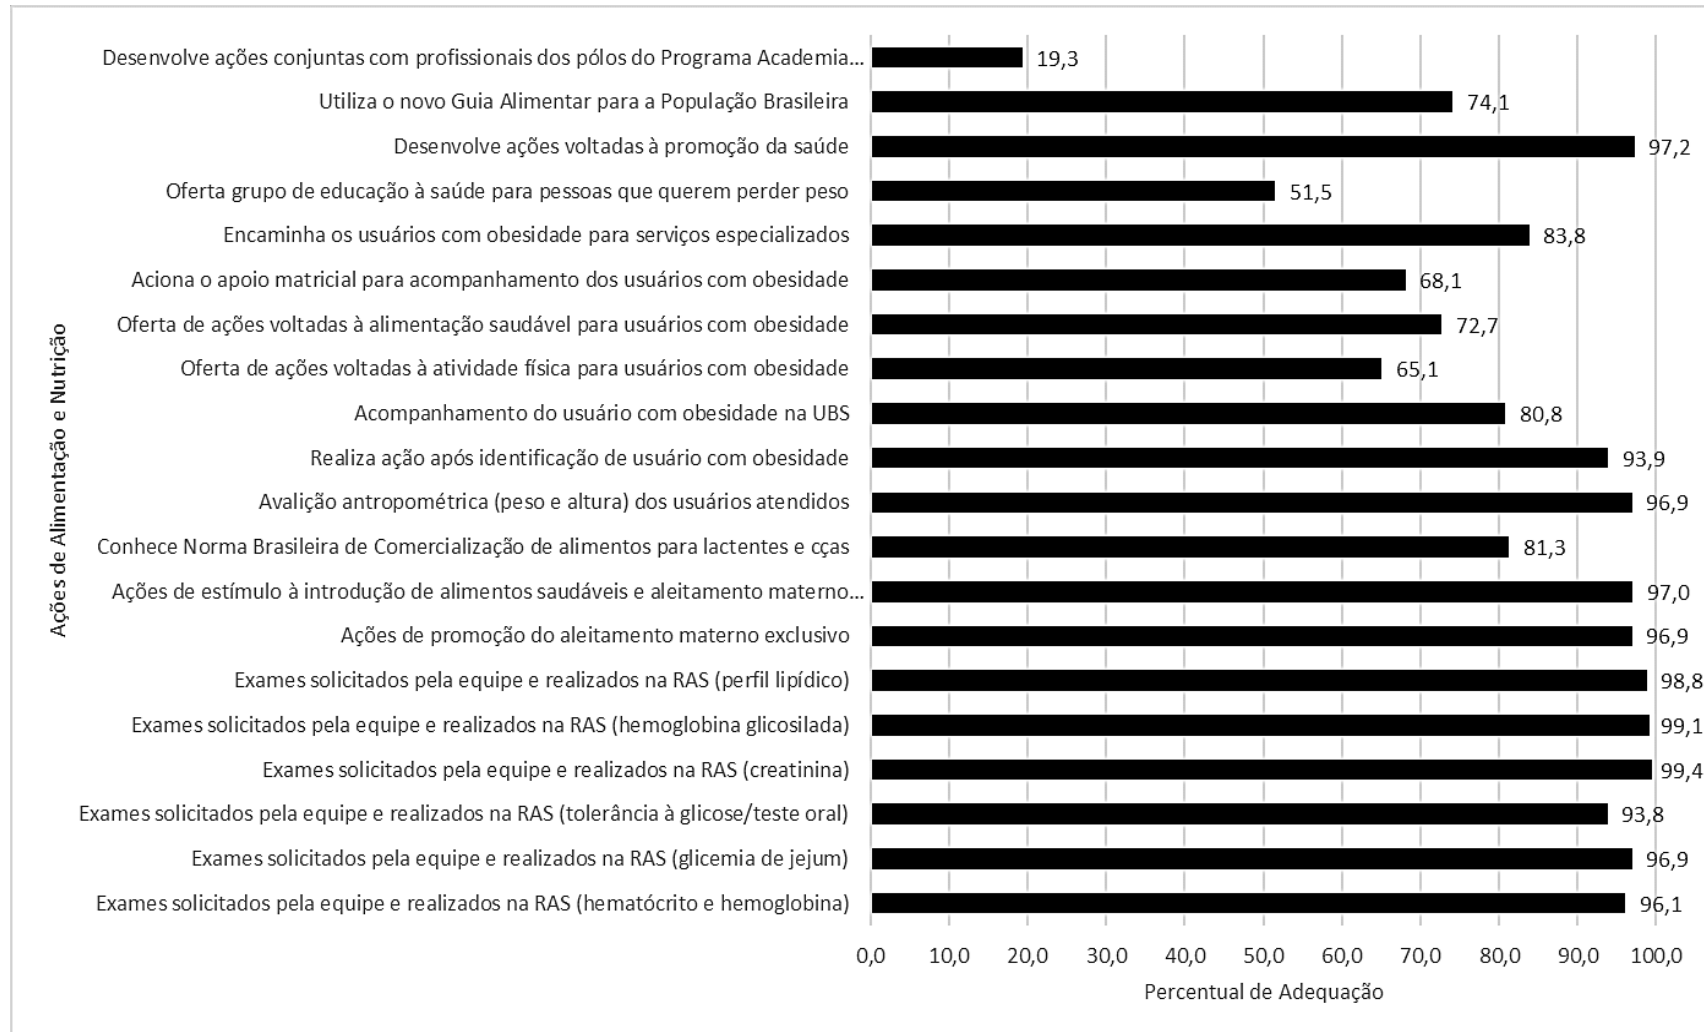 Desenvolve ações conjuntas com profissionais dos pólos do Programa Academia... 19,3
Utiliza o novo Guia Alimentar para a População Brasileira 74,1
Desenvolve ações voltadas à promoção da saúde 97,2
Oferta grupo de educação à saúde para pessoas que querem perder peso 51,5
Encaminha os usuários com obesidade para serviços especializados 83,8
Aciona o apoio matricial para acompanhamento dos usuários com obesidade 68,1
Oferta de ações voltadas à alimentação saudável para usuários com obesidade 72,7
Oferta de ações voltadas à atividade física para usuários com obesidade 65,1
Acompanhamento do usuário com obesidade na UBS 80,8
Realiza ação após identificação de usuário com obesidade 93,9
Avalição antropométrica (peso e altura) dos usuários atendidos 96,9
Conhece Norma Brasileira de Comercialização de alimentos para lactentes e cças 81,3
Ações de estímulo à introdução de alimentos saudáveis e aleitamento materno... 97,0
Ações de promoção do aleitamento materno exclusivo 96,9
Exames solicitados pela equipe e realizados na RAS (perfil lipídico) 98,8
Exames solicitados pela equipe e realizados na RAS (hemoglobina glicosilada) 99,1
Exames solicitados pela equipe e realizados na RAS (creatinina) 99,4
Exames solicitados pela equipe e realizados na RAS (tolerância à glicose/teste oral) 93,8
Exames solicitados pela equipe e realizados na RAS (glicemia de jejum) 96,9
Exames solicitados pela equipe e realizados na RAS (hematócrito e hemoglobina) 96,1
Ações de Alimentação e Nutrição
0,0 10,0 20,0 30,0 40,0 50,0 60,0 70,0 80,0 90,0 100,0
Percentual de Adequação